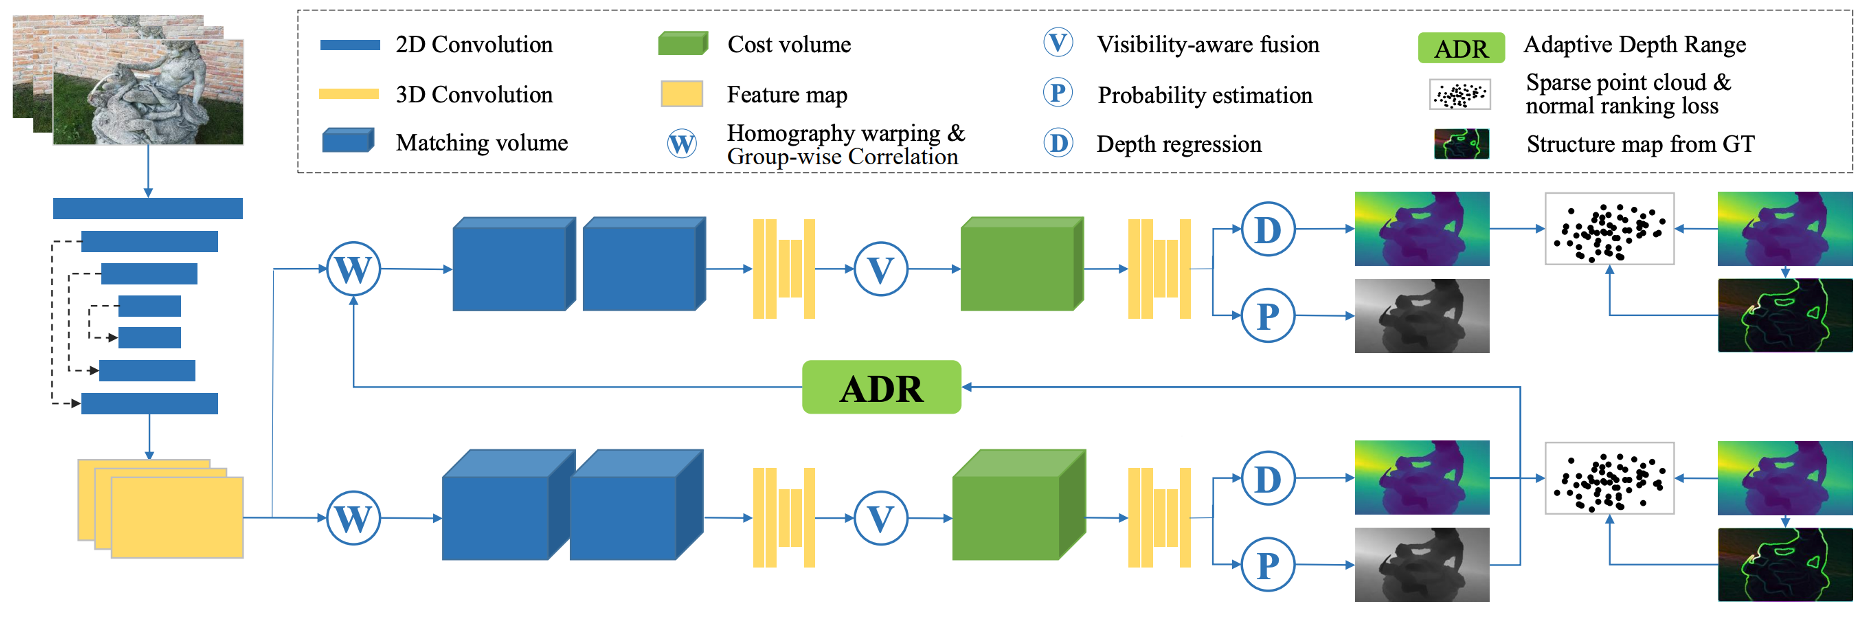 2D Convolution
3D Convolution
Matching volume
Cost volume
Feature map
W
Homography warping &
Group-wise Correlation
V
Visibility-aware fusion
P
Probability estimation
D
Depth regression
ADR
Adaptive Depth Range
Sparse point cloud &
normal ranking loss
Structure map from GT
W
V
D
P
ADR
W
V
D
P